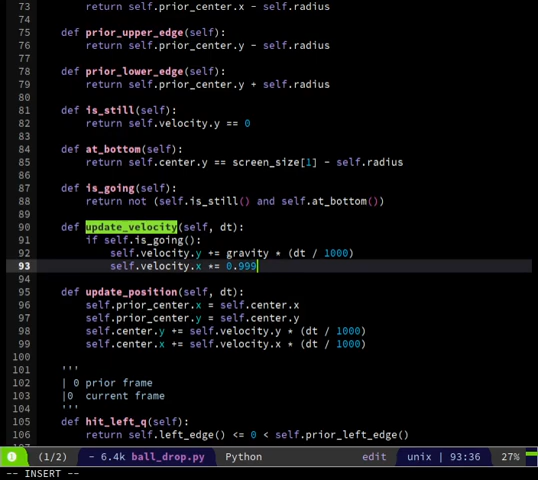 73 return self.prior_center.x - self.radius
74
75 def prior_upper_edge(self):
76 return self.prior_center.y - self.radius
77
78 def prior_lower_edge(self):
79 return self.prior_center.y + self.radius
80
81 def is_still(self):
82 return self.velocity.y == 0
83
84 def at_bottom(self):
85 return self.center.y == screen_size[1] - self.radius
86
87 def is_going(self):
88 return not (self.is_still() and self.at_bottom())
89
90 def update_velocity(self, dt):
91 if self.is_going():
92 self.velocity.y += gravity * (dt / 1000)
93 self.velocity.x *= 0.999
94
95 def update_position(self, dt):
96 self.prior_center.x = self.center.x
97 self.prior_center.y = self.center.y
98 self.center.y += self.velocity.y * (dt / 1000)
99 self.center.x += self.velocity.x * (dt / 1000)
100
101 '''
102 | 0 prior frame
103 |0 current frame
104 '''
105 def hit_left_q(self):
106 return self.left_edge() <= 0 < self.prior_left_edge()
107
(1/2) - 6.4k ball_drop.py Python edit unix | 93:36 27%
-- INSERT --